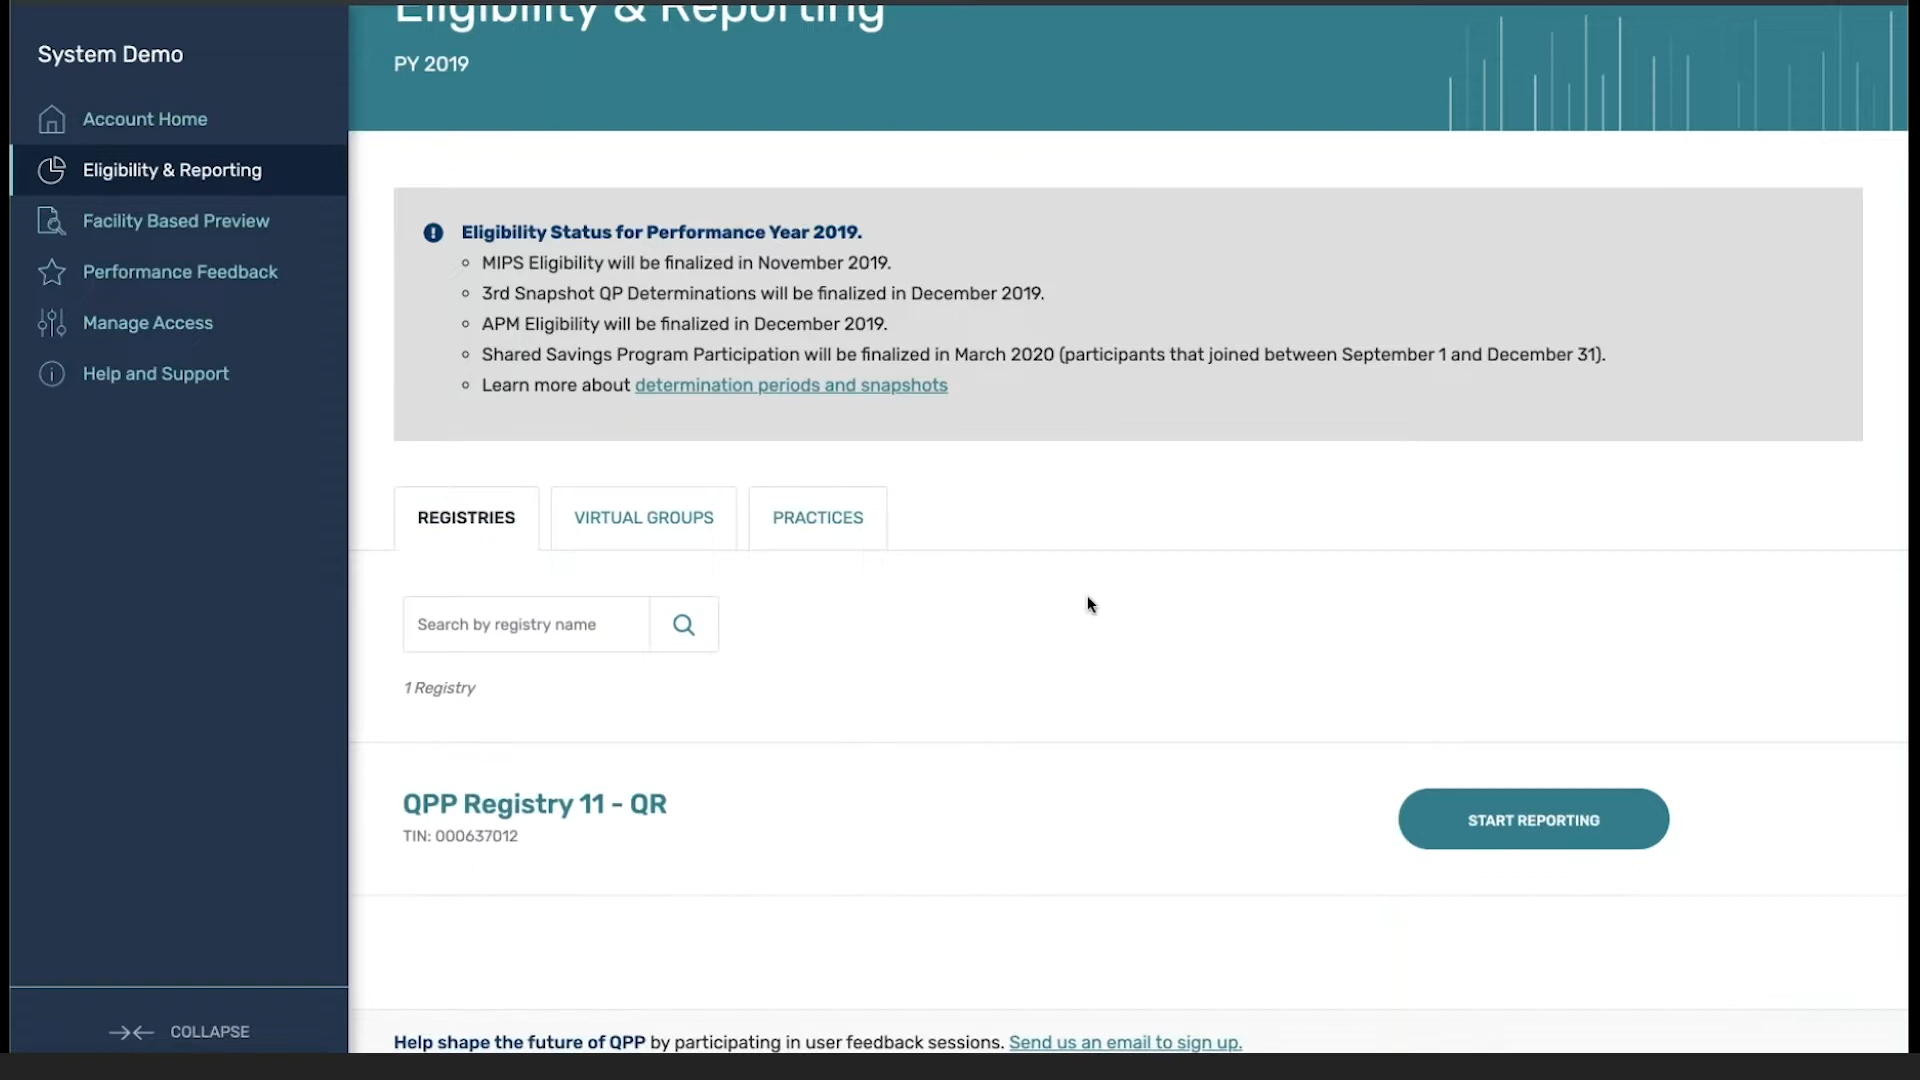 Eligibility & Reporting
PY 2019
System Demo
Account Home
Eligibility & Reporting
Facility Based Preview
Performance Feedback
Manage Access
Help and Support
COLLAPSE
Eligibility Status for Performance Year 2019.
MIPS Eligibility will be finalized in November 2019.
3rd Snapshot QP Determinations will be finalized in December 2019.
APM Eligibility will be finalized in December 2019.
Shared Savings Program Participation will be finalized in March 2020 (participants that joined between September 1 and December 31).
Learn more about determination periods and snapshots
REGISTRIES
VIRTUAL GROUPS
PRACTICES
Search by registry name
1 Registry
QPP Registry 11 - QR
TIN: 000637012
START REPORTING
Help shape the future of QPP by participating in user feedback sessions. Send us an email to sign up.